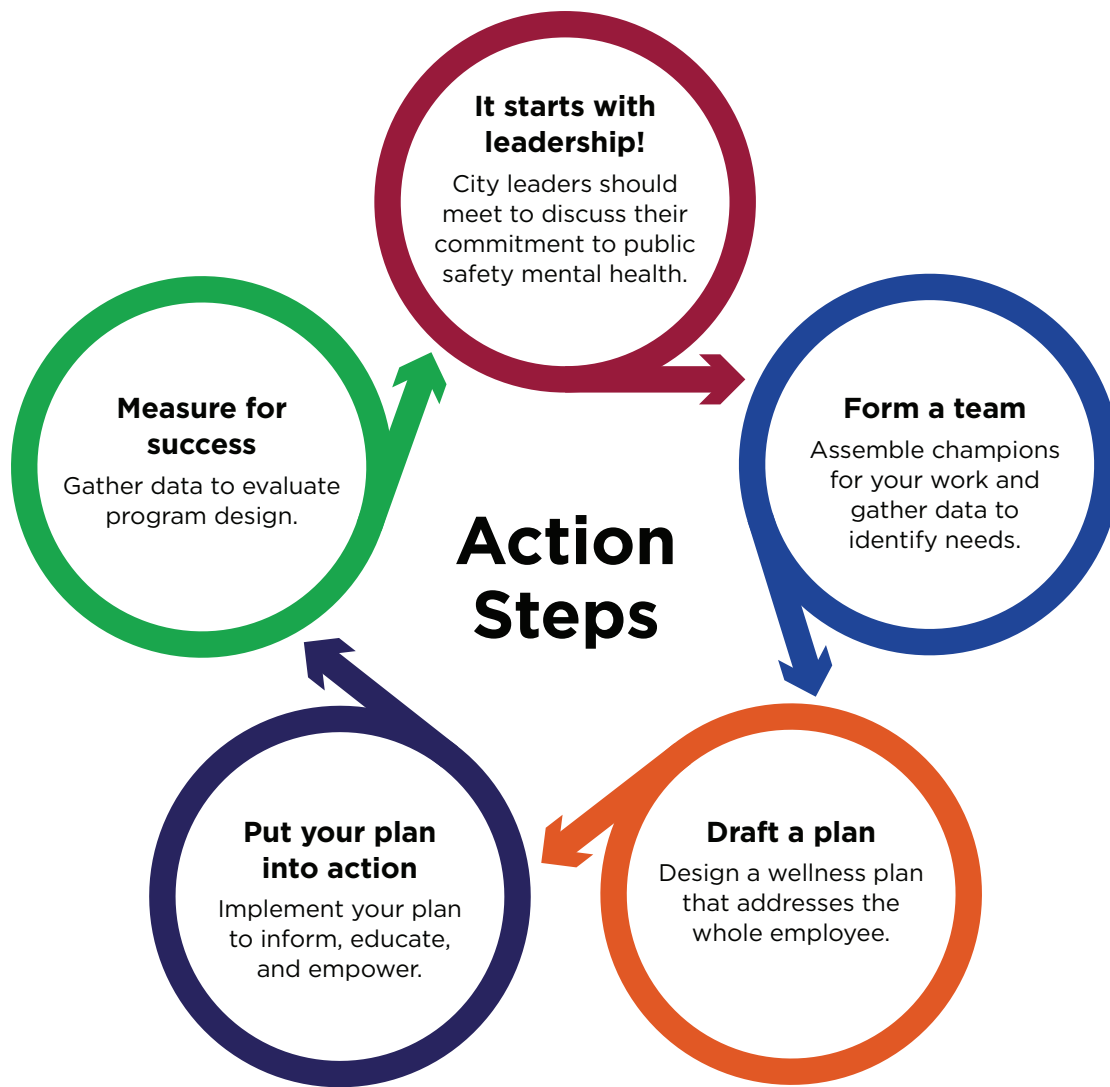 It starts with
leadership!
City leaders should
meet to discuss their
commitment to public
safety mental health.
Form a team
Assemble champions
for your work and
gather data to
identify needs.
Draft a plan
Design a wellness plan
that addresses the
whole employee.
Put your plan
into action
Implement your plan
to inform, educate,
and empower.
Measure for
success
Gather data to evaluate
program design.
Action
Steps